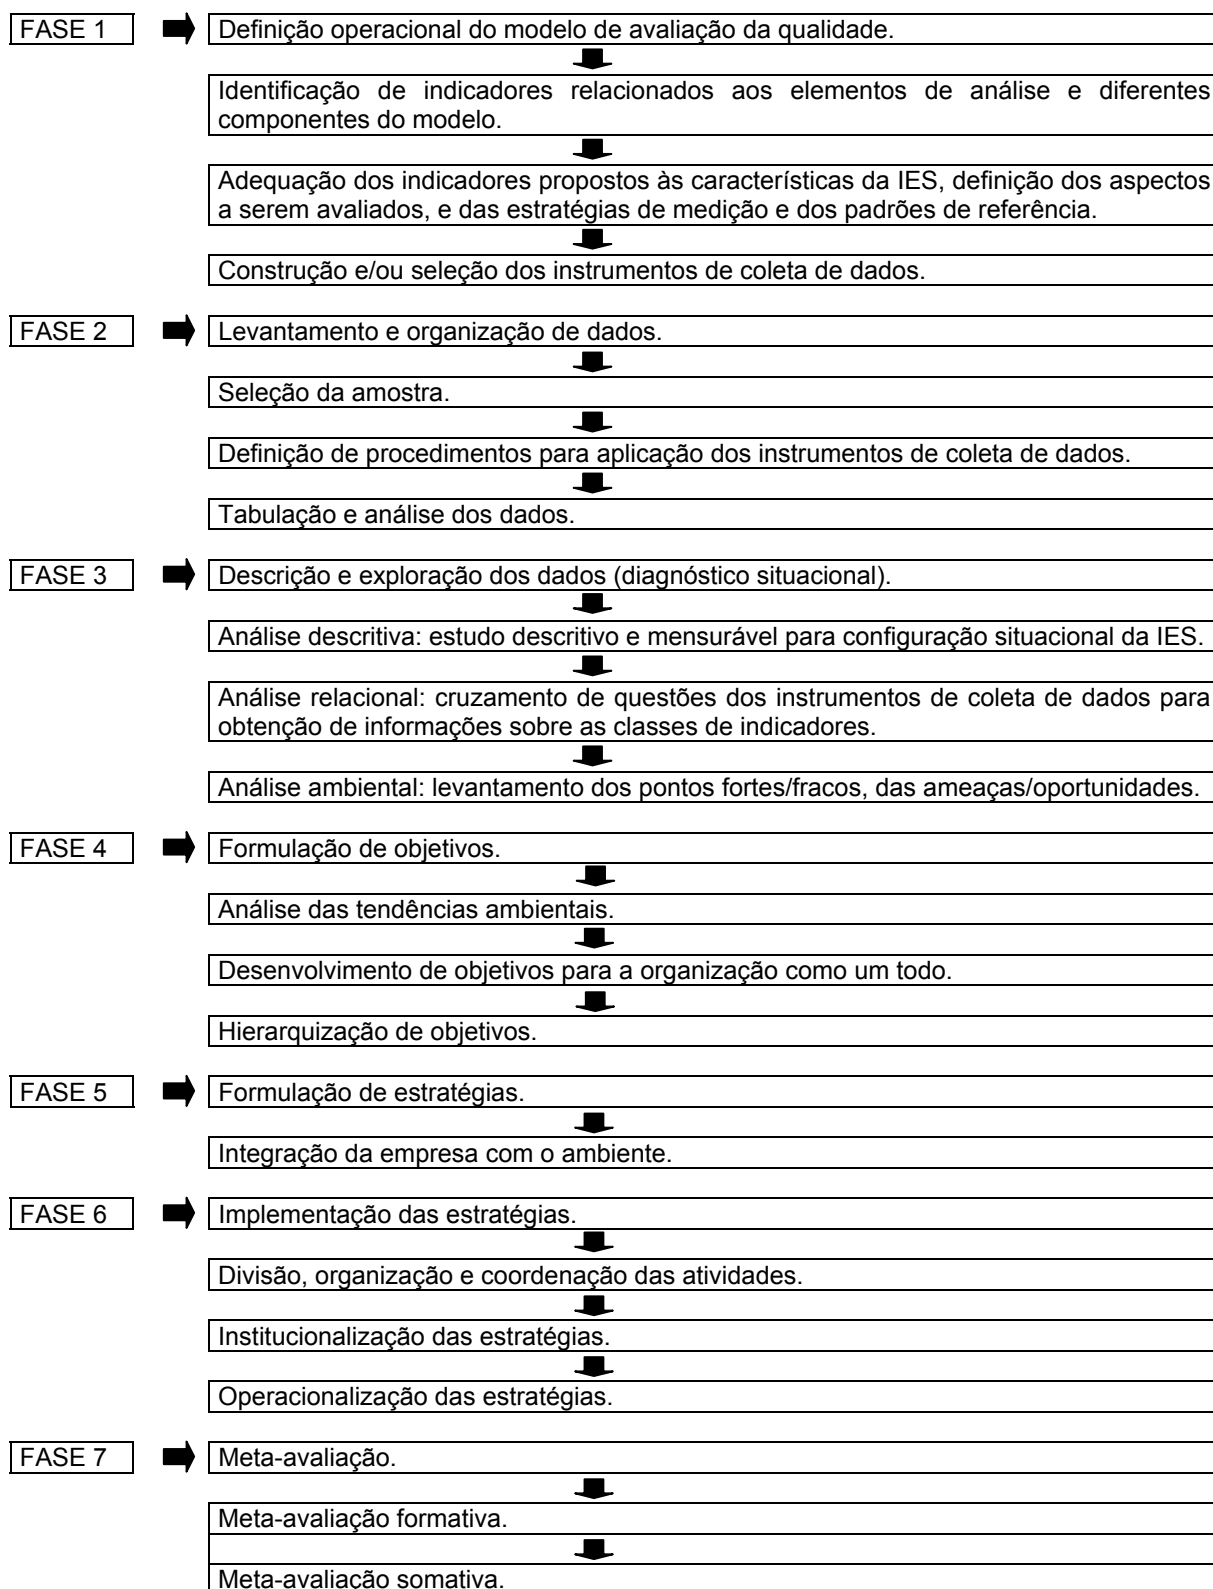 FASE 1
Definição operacional do modelo de avaliação da qualidade.
Identificação de indicadores relacionados aos elementos de análise e diferentes
componentes do modelo.
Adequação dos indicadores propostos às características da IES, definição dos aspectos
a serem avaliados, e das estratégias de medição e dos padrões de referência.
Construção e/ou seleção dos instrumentos de coleta de dados.
FASE 2
Levantamento e organização de dados.
Seleção da amostra.
Definição de procedimentos para aplicação dos instrumentos de coleta de dados.
Tabulação e análise dos dados.
FASE 3
Descrição e exploração dos dados (diagnóstico situacional).
Análise descritiva: estudo descritivo e mensurável para configuração situacional da IES.
Análise relacional: cruzamento de questões dos instrumentos de coleta de dados para
obtenção de informações sobre as classes de indicadores.
Análise ambiental: levantamento dos pontos fortes/fracos, das ameaças/oportunidades.
FASE 4
Formulação de objetivos.
Análise das tendências ambientais.
Desenvolvimento de objetivos para a organização como um todo.
Hierarquização de objetivos.
FASE 5
Formulação de estratégias.
Integração da empresa com o ambiente.
FASE 6
Implementação das estratégias.
Divisão, organização e coordenação das atividades.
Institucionalização das estratégias.
Operacionalização das estratégias.
FASE 7
Meta-avaliação.
Meta-avaliação formativa.
Meta-avaliação somativa.